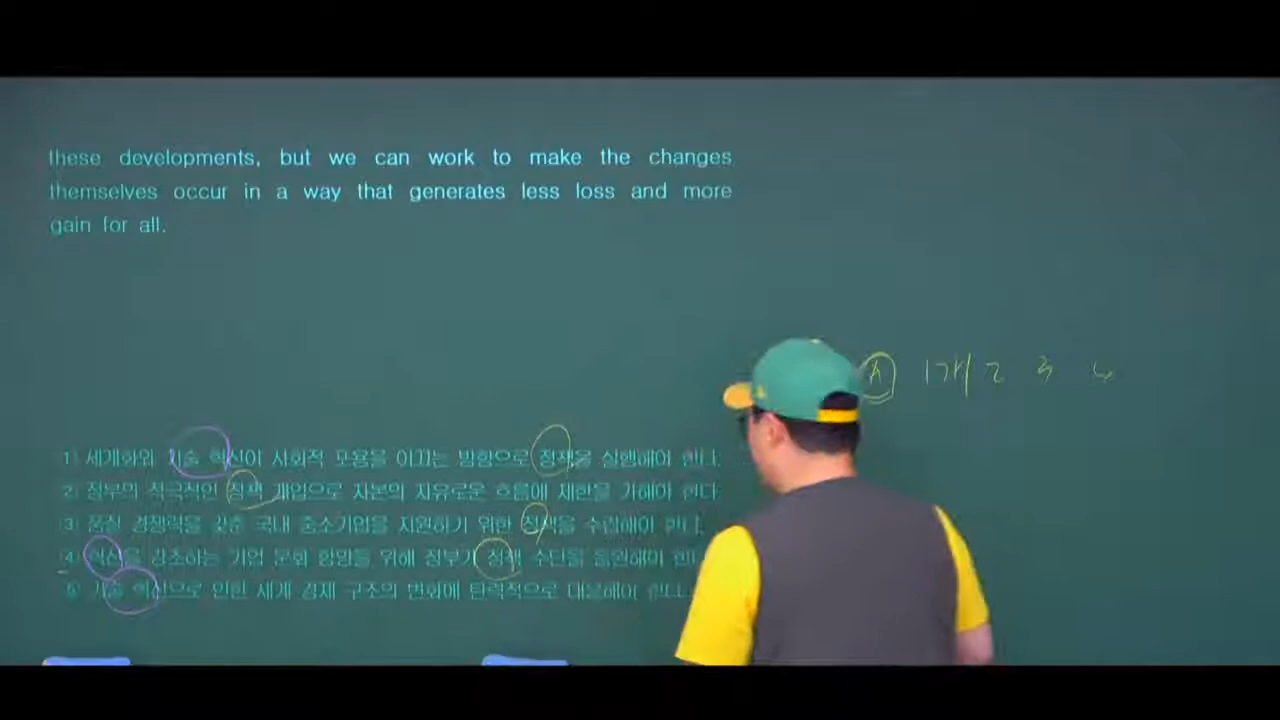 these developments, but we can work to make the changes
themselves occur in a way that generates less loss and more
gain for all.
A 1개 2 3 4
1) 세계화와 기술 혁신이 사회적 포용을 이끄는 방향으로 정책을 실행해야 한다.
2) 정부의 적극적인 정책 개입으로 자본의 자유로운 흐름에 제한을 가해야 한다
3) 품질 경쟁력을 갖춘 국내 중소기업을 지원하기 위한 정책을 수립해야 한다.
4 혁신을 강조하는 기업 문화 함양을 위해 정부가 정책 수단을 동원해야
5) 기술 혁신으로 인한 세계 경제 구조의 변화에 탄력적으로 대응해야